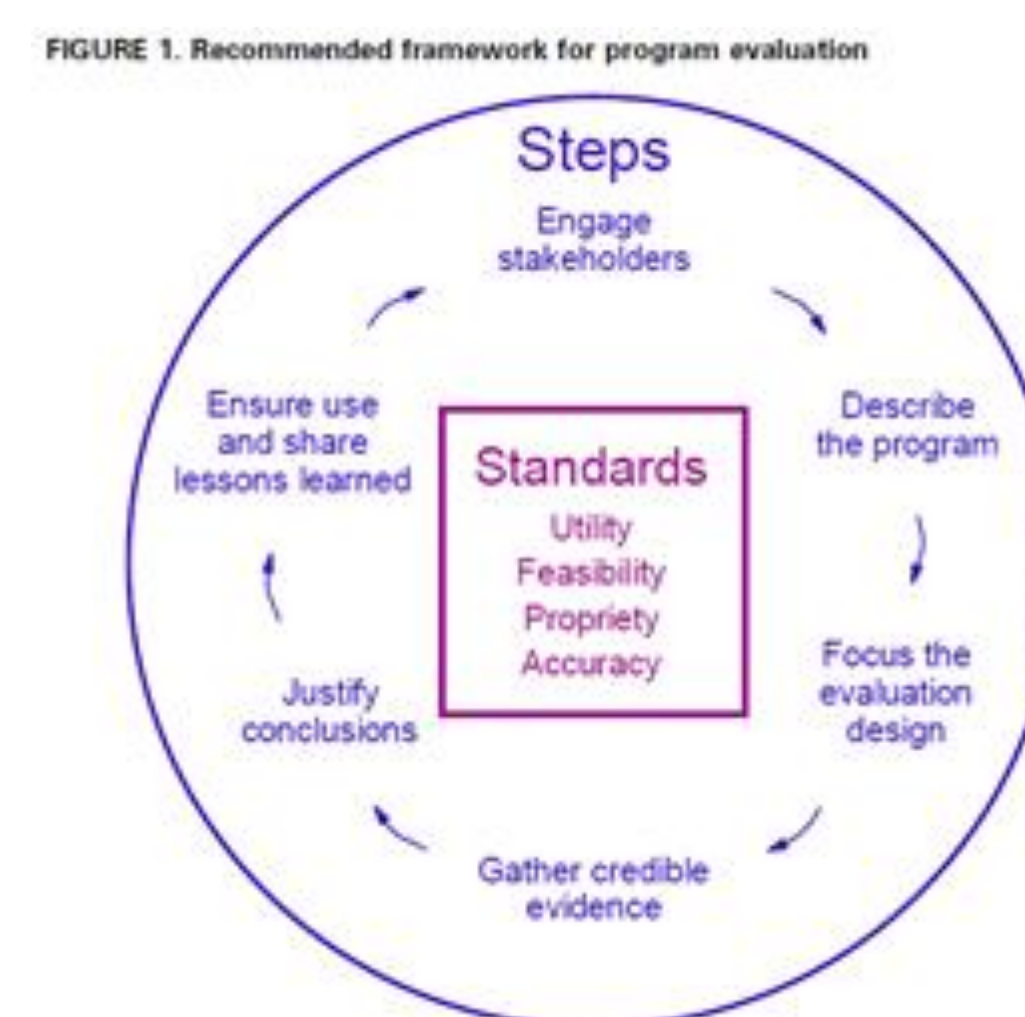 FIGURE 1. Recommended framework for program evaluation
Steps
Engage
stakeholders
Describe
the program
Focus the
evaluation
design
Gather credible
evidence
Justify
conclusions
Ensure use
and share
lessons learned
Standards
Utility
Feasibility
Propriety
Accuracy